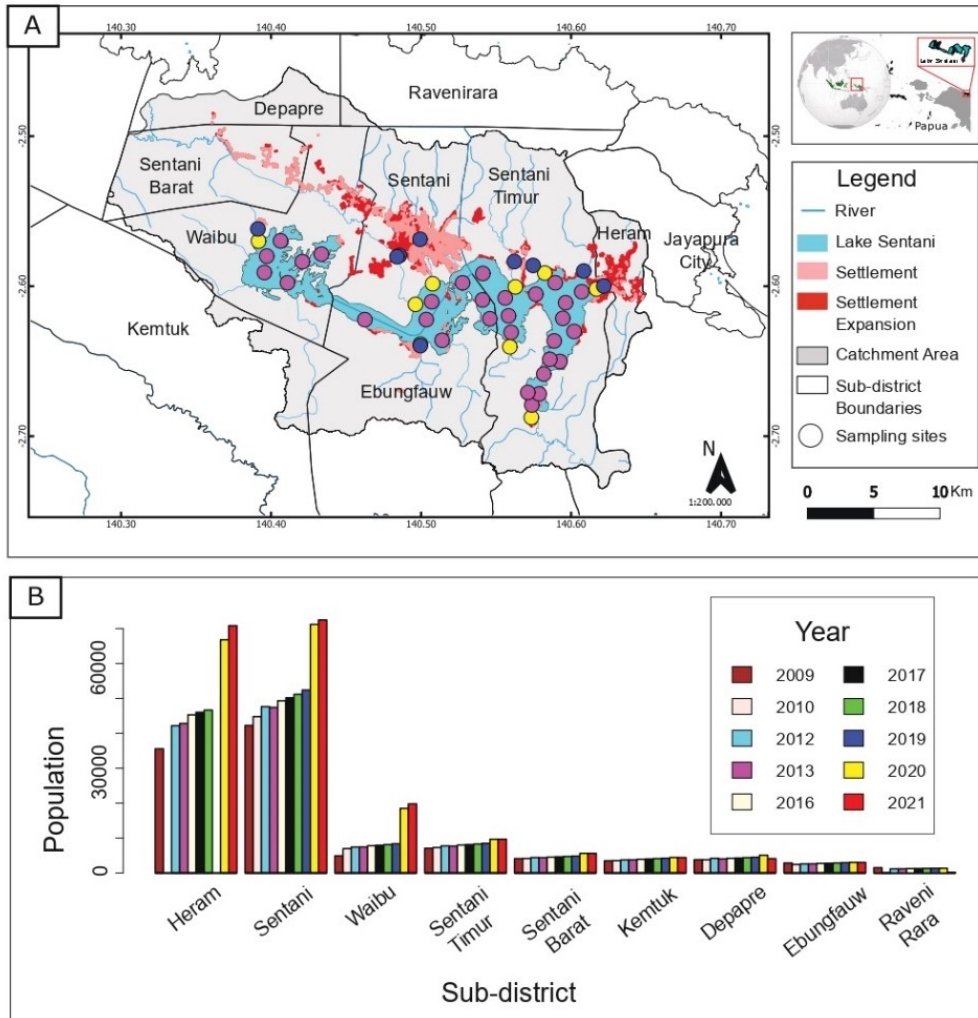 A
140.30
140.40
140.50
140.60
140.70
-2.50
-2.60
-2.70
-2.50
-2.60
-2.70
Depapre
Ravenirara
Sentani
Barat
Sentani
Sentani
Timur
Waibu
Heram
Jayapura
City
Kemtuk
Ebungfauw
N
1:200.000
140.30
140.40
140.50
140.60
140.70
Lake Sentani
Papua
Legend
River
Lake Sentani
Settlement
Settlement
Expansion
Catchment Area
Sub-district
Boundaries
Sampling sites
0 5 10 Km
B
Population
60000
30000
0
Year
2009
2010
2012
2013
2016
2017
2018
2019
2020
2021
Heram
Sentani
Waibu
Sentani
Timur
Sentani
Barat
Kemtuk
Depapre
Ebungfauw
Raveni
Rara
Sub-district